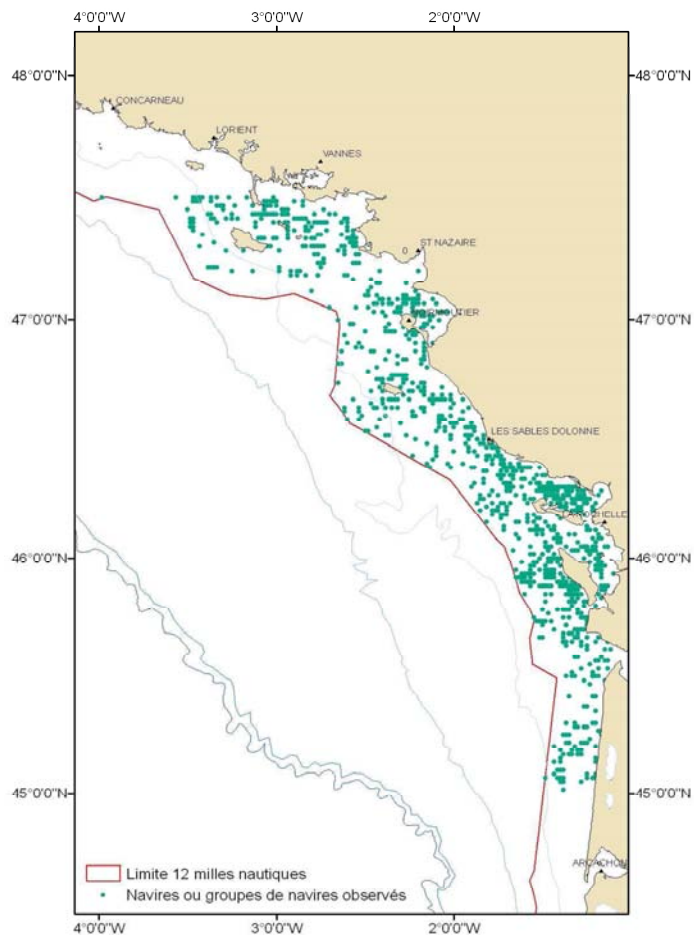 4°0'0"W 3°0'0"W 2°0'0"W
48°0'0"N 48°0'0"N
CONCARNEAU
LORIENT
VANNES
ST NAZAIRE
47°0'0"N 47°0'0"N
NOIRMOUTIER
LES SABLES DOLONNE
LA ROCHELLE
46°0'0"N 46°0'0"N
45°0'0"N 45°0'0"N
ARCACHON
Limite 12 milles nautiques
Navires ou groupes de navires observés
4°0'0"W 3°0'0"W 2°0'0"W